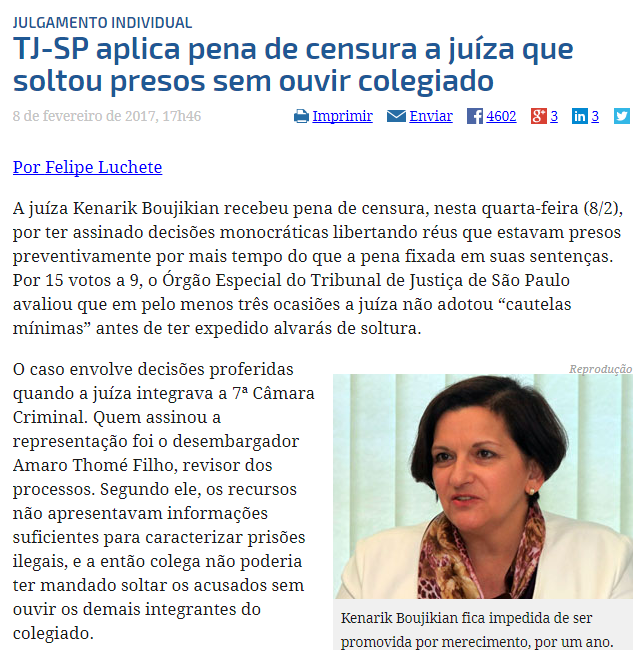 JULGAMENTO INDIVIDUAL
TJ-SP aplica pena de censura a juíza que
soltou presos sem ouvir colegiado
8 de fevereiro de 2017, 17h46
Imprimir Enviar 4602 3 3
Por Felipe Luchete
A juíza Kenarik Boujikian recebeu pena de censura, nesta quarta-feira (8/2),
por ter assinado decisões monocráticas libertando réus que estavam presos
preventivamente por mais tempo do que a pena fixada em suas sentenças.
Por 15 votos a 9, o Órgão Especial do Tribunal de Justiça de São Paulo
avaliou que em pelo menos três ocasiões a juíza não adotou “cautelas
mínimas” antes de ter expedido alvarás de soltura.
O caso envolve decisões proferidas
quando a juíza integrava a 7ª Câmara
Criminal. Quem assinou a
representação foi o desembargador
Amaro Thomé Filho, revisor dos
processos. Segundo ele, os recursos
não apresentavam informações
suficientes para caracterizar prisões
ilegais, e a então colega não poderia
ter mandado soltar os acusados sem
ouvir os demais integrantes do
colegiado.
Reprodução
Kenarik Boujikian fica impedida de ser
promovida por merecimento, por um ano.